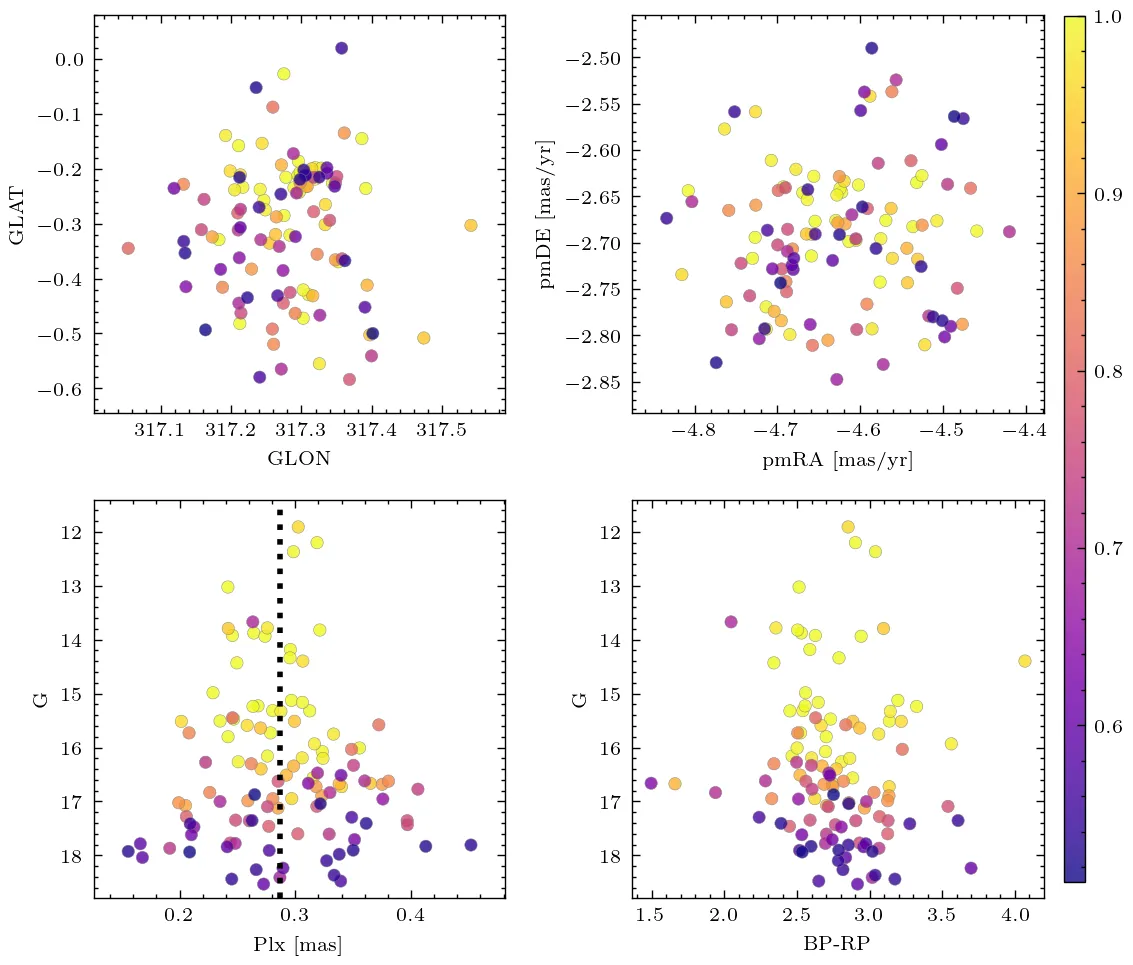 GLAT
0.0
−0.1
−0.2
−0.3
−0.4
−0.5
−0.6
317.1 317.2 317.3 317.4 317.5
GLON
pmDE [mas/yr]
−2.50
−2.55
−2.60
−2.65
−2.70
−2.75
−2.80
−2.85
−4.8 −4.7 −4.6 −4.5 −4.4
pmRA [mas/yr]
1.0
0.9
0.8
0.7
0.6
G
12
13
14
15
16
17
18
0.2 0.3 0.4
Plx [mas]
G
12
13
14
15
16
17
18
1.5 2.0 2.5 3.0 3.5 4.0
BP-RP